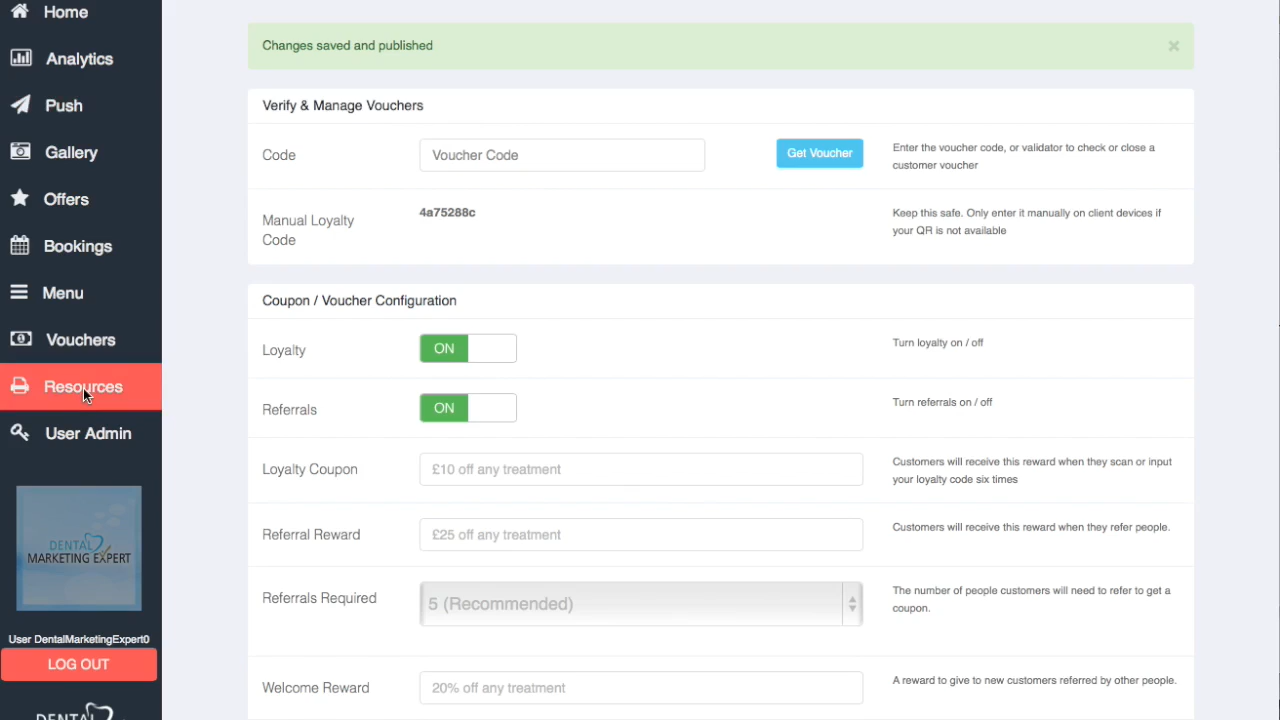 Home
Analytics
Push
Gallery
Offers
Bookings
Menu
Vouchers
Resources
User Admin
DENTAL
MARKETING EXPERT
User DentalMarketingExpert0
LOG OUT
DENTAL
Changes saved and published
×
Verify & Manage Vouchers
Code
Voucher Code
Get Voucher
Enter the voucher code, or validator to check or close a
customer voucher
Manual Loyalty
Code
4a75288c
Keep this safe. Only enter it manually on client devices if
your QR is not available
Coupon / Voucher Configuration
Loyalty
ON
Turn loyalty on / off
Referrals
ON
Turn referrals on / off
Loyalty Coupon
£10 off any treatment
Customers will receive this reward when they scan or input
your loyalty code six times
Referral Reward
£25 off any treatment
Customers will receive this reward when they refer people.
Referrals Required
5 (Recommended)
The number of people customers will need to refer to get a
coupon.
Welcome Reward
20% off any treatment
A reward to give to new customers referred by other people.